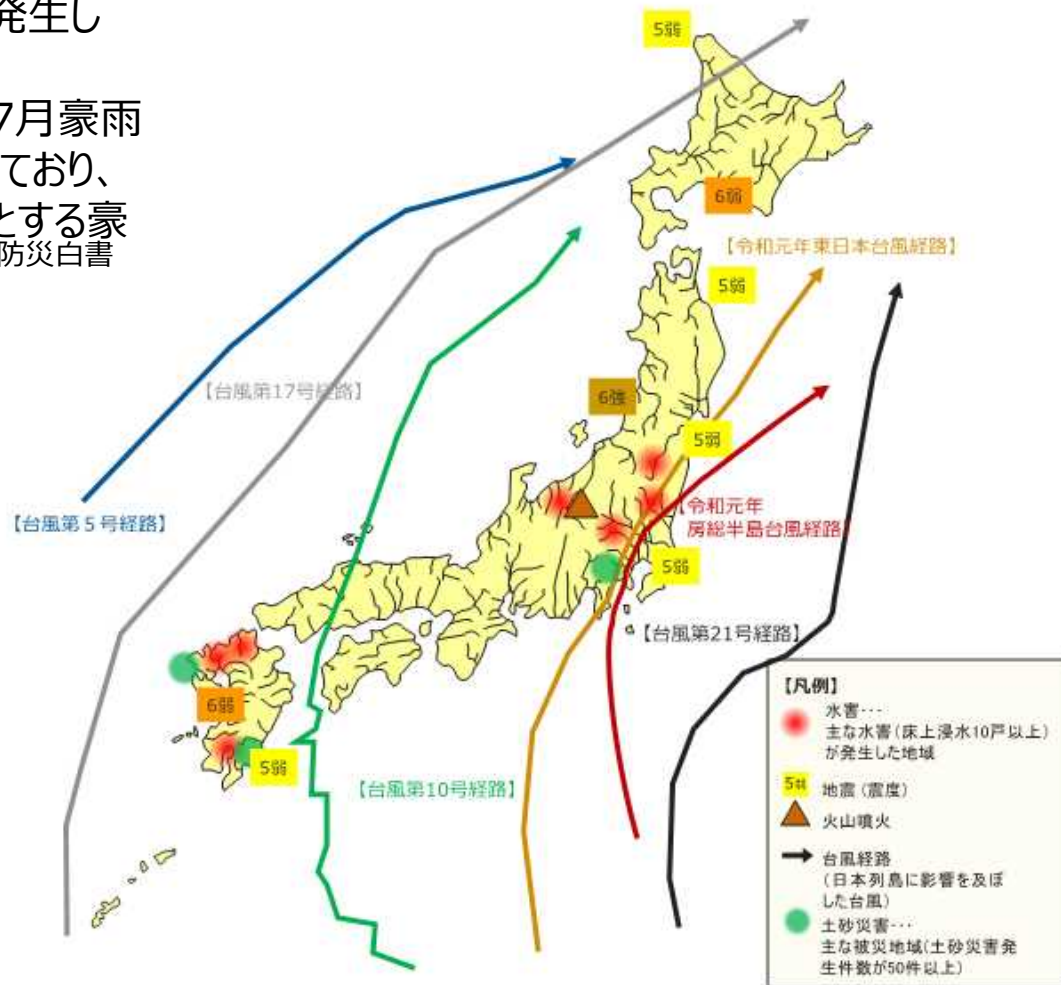 発生し
7月豪雨
ており、
とする豪
防災白書
5弱
6弱
【令和元年東日本台風経路】
5弱
【台風第17号経路】
6強
5弱
【台風第5号経路】
【令和元年
房総半島台風経路】
5弱
【台風第21号経路】
6弱
5弱
【台風第10号経路】
【凡例】
水害･･･
主な水害(床上浸水10戸以上)
が発生した地域
5弱
地震(震度)
火山噴火
台風経路
(日本列島に影響を及ぼ
した台風)
土砂災害･･･
主な被災地域(土砂災害発
生件数が50件以上)